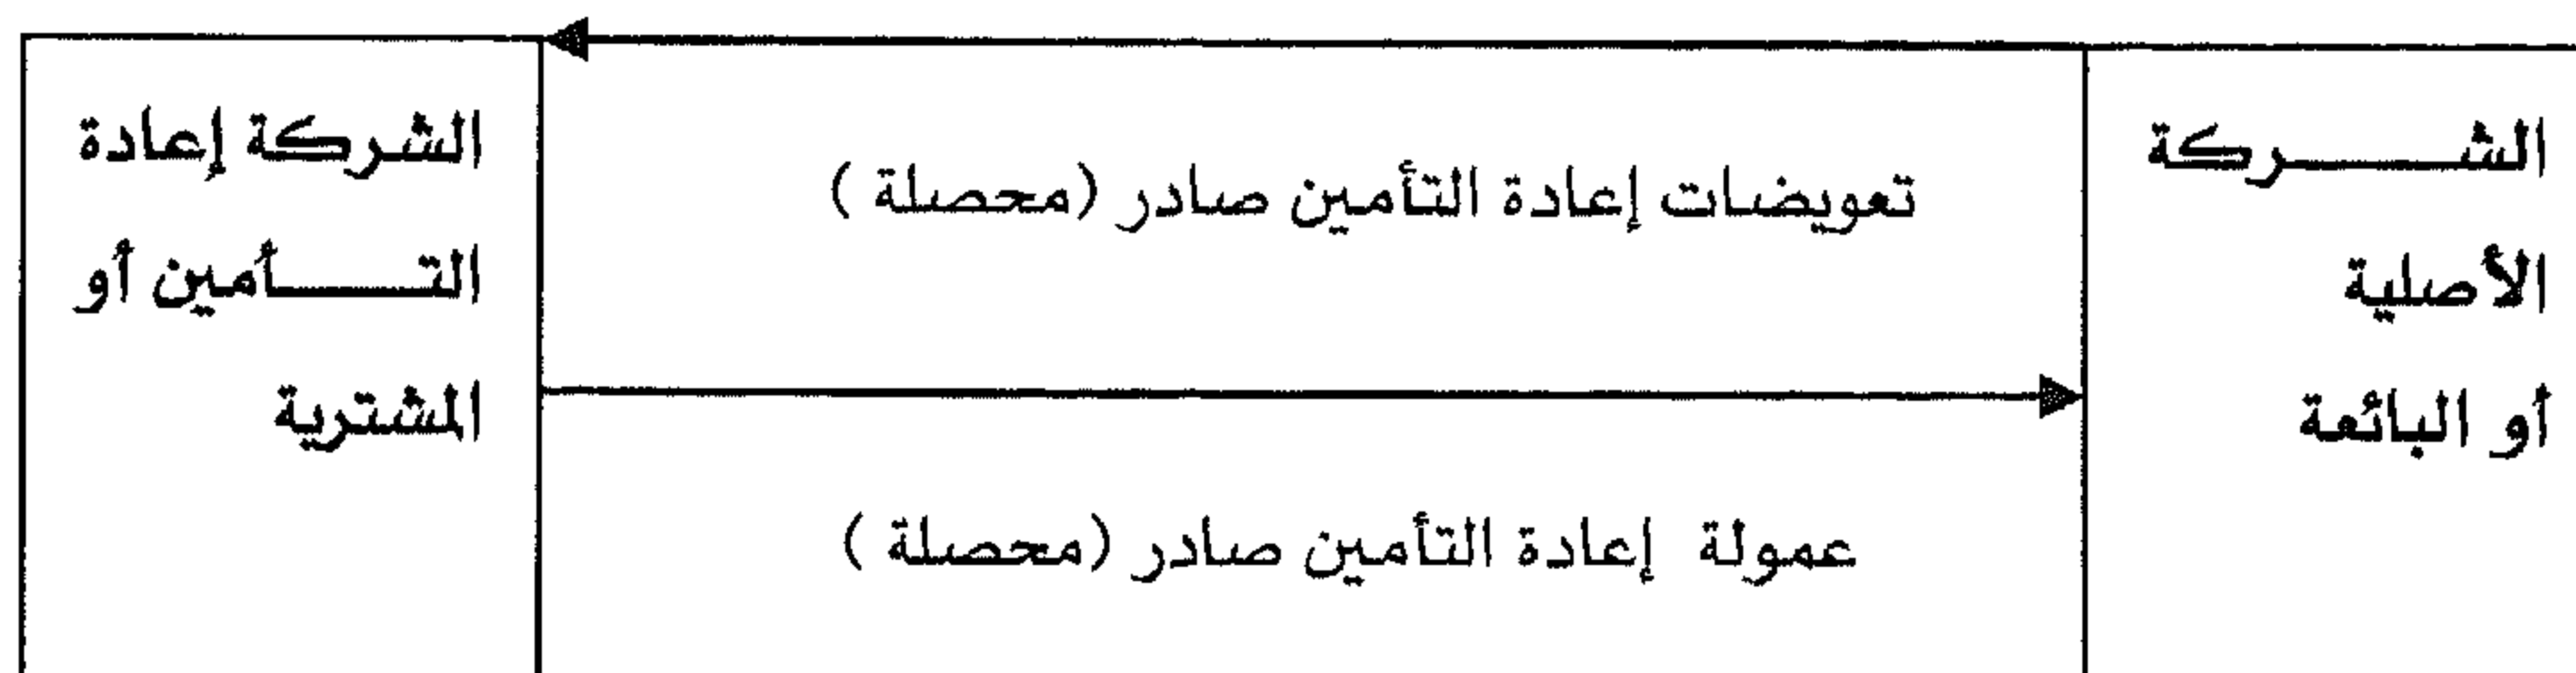 الشركة
الأصلية
أو البائعة
تعويضات إعادة التأمين صادر (محصلة )
عمولة إعادة التأمين صادر (محصلة )
الشركة إعادة
التأمين أو
المشترية